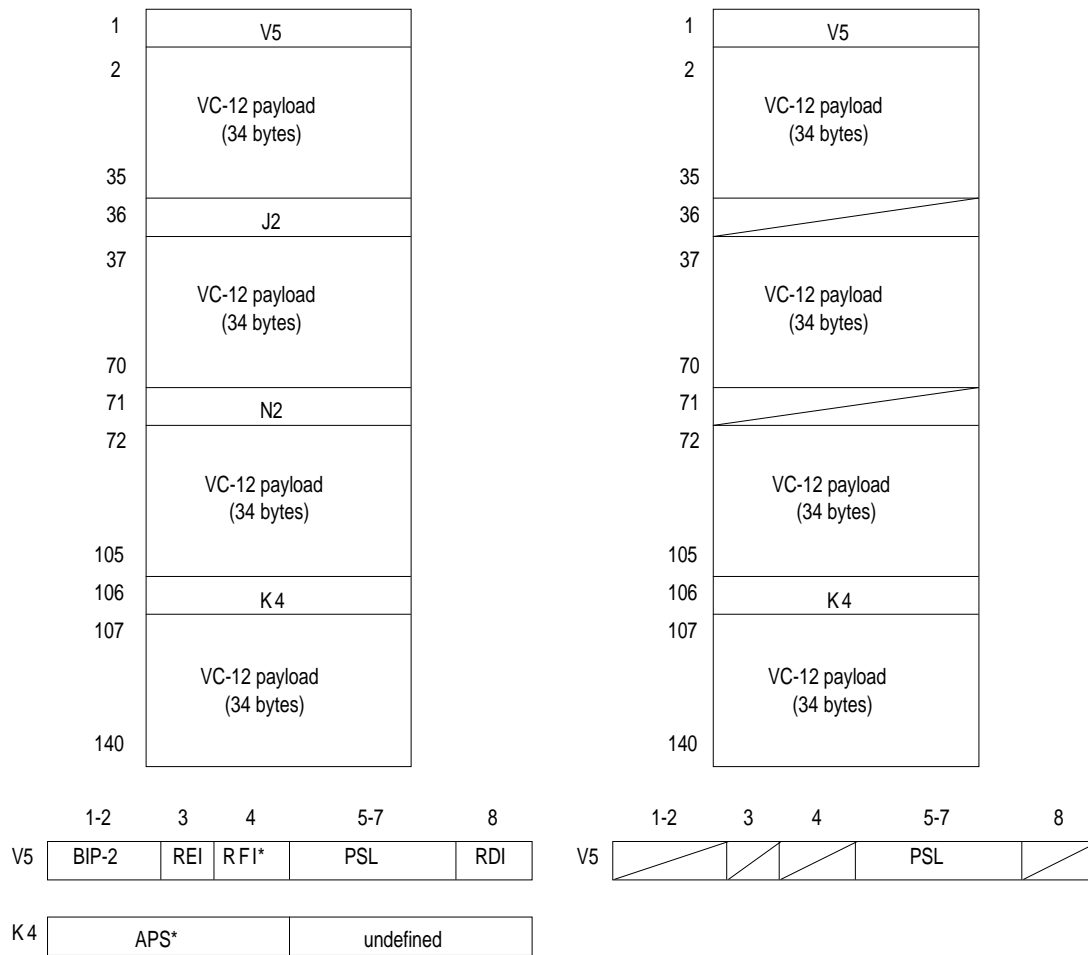 1 V5
2
VC-12 payload
(34 bytes)
35
36 J2
37
VC-12 payload
(34 bytes)
70
71 N2
72
VC-12 payload
(34 bytes)
105
106 K4
107
VC-12 payload
(34 bytes)
140
1 V5
2
VC-12 payload
(34 bytes)
35
36
37
VC-12 payload
(34 bytes)
70
71
72
VC-12 payload
(34 bytes)
105
106 K4
107
VC-12 payload
(34 bytes)
140
1-2 3 4 5-7 8
V5 BIP-2 REI RFI* PSL RDI
K4 APS* undefined
1-2 3 4 5-7 8
V5 PSL